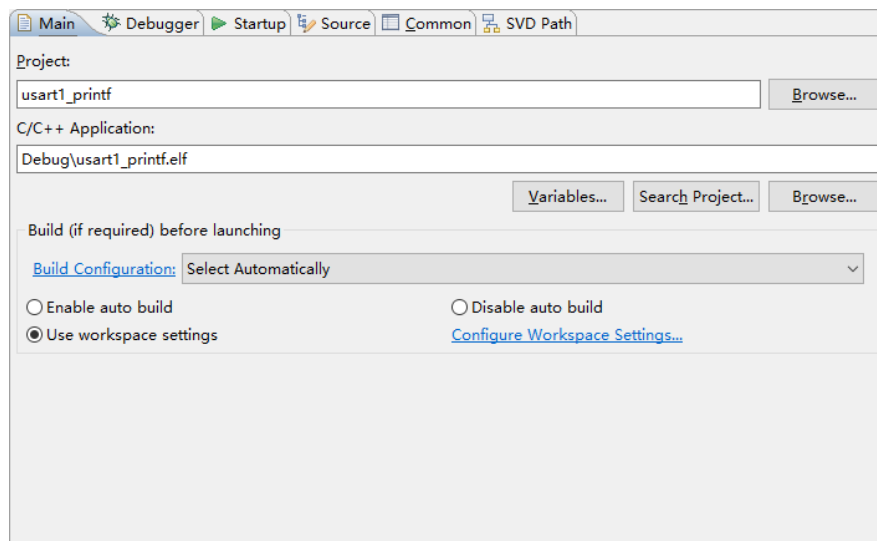 Main Debugger Startup Source Common SVD Path
Project:
usart1_printf Browse...
C/C++ Application:
Debug\usart1_printf.elf
Variables... Search Project... Browse...
Build (if required) before launching
Build Configuration: Select Automatically
Enable auto build Disable auto build
Use workspace settings Configure Workspace Settings...